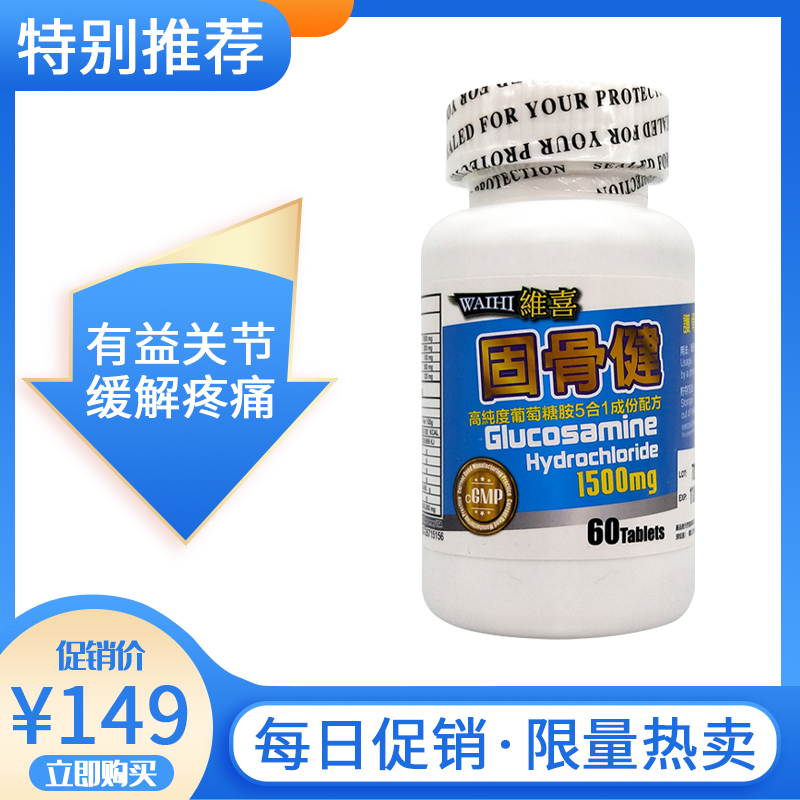 特别推荐
SEALED FOR YOUR PROTECTION
有益关节
缓解疼痛
WAIHI 維喜
固骨健
高純度葡萄糖胺5合1成份配方
Glucosamine
Hydrochloride
1500mg
cGMP
60Tablets
LOT:
EXP:
促销价
¥149
立即购买
每日促销·限量热卖